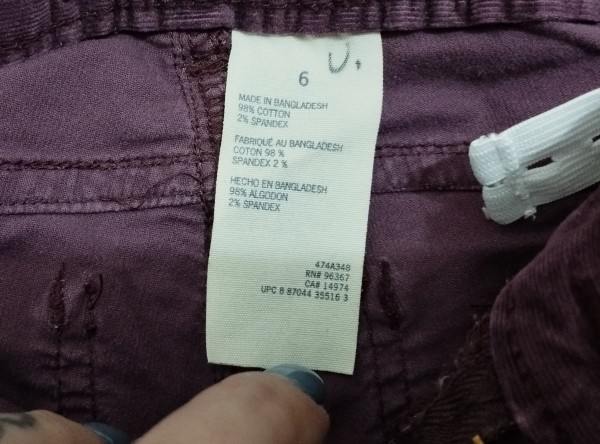 6
MADE IN BANGLADESH
98% COTTON
2% SPANDEX
FABRIQUÉ AU BANGLADESH
COTON 98 %
SPANDEX 2 %
HECHO EN BANGLADESH
98% ALGODON
2% SPANDEX
474A348
RN# 96367
CA# 14974
UPC 8 87044 35516 3